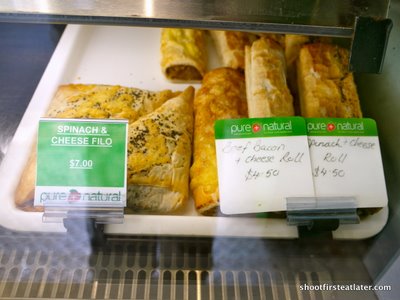 SPINACH &
CHEESE FILO
$7.00
pure natural
pure + natural
Beef bacon
+ cheese Roll
$4.50
pure + natural
Spinach + cheese
Roll
$4.50
shootfirsteatlater.com